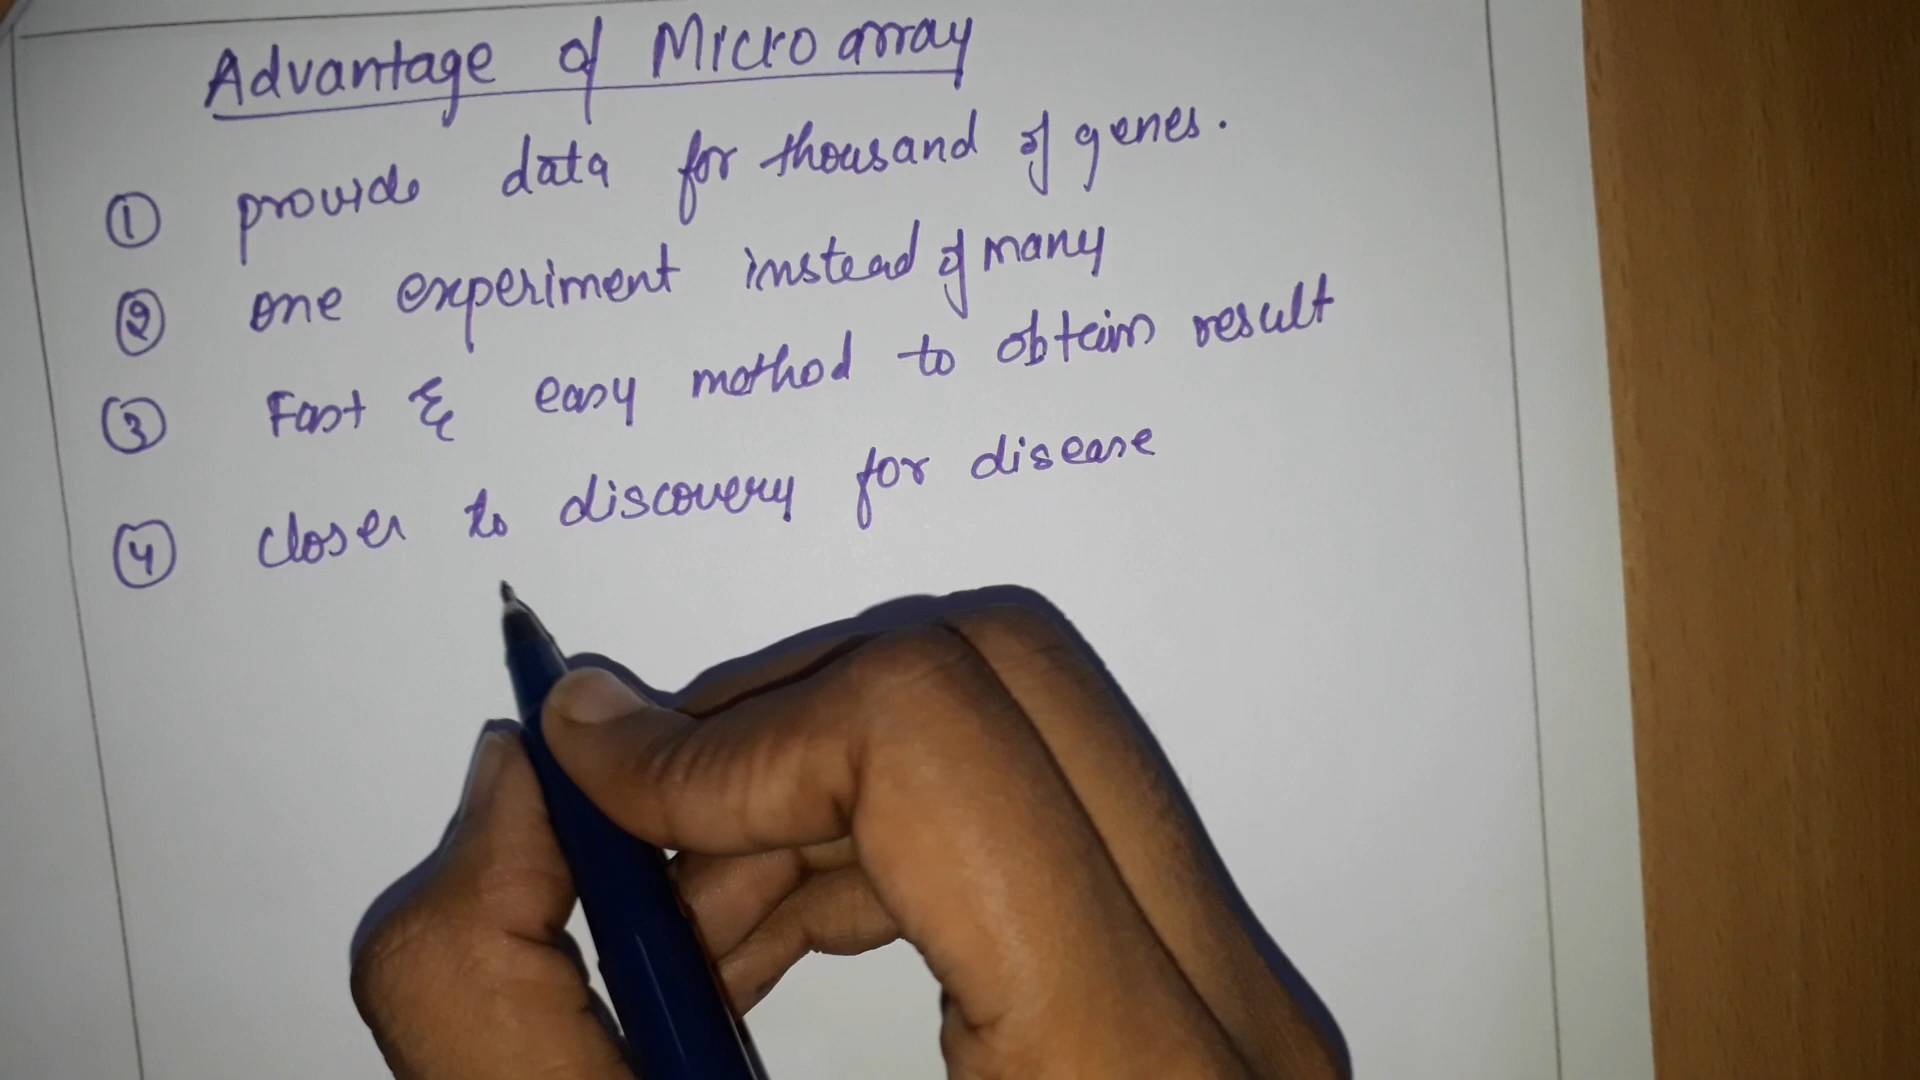 Advantage of Micro array
① provide data for thousand of genes.
② one experiment instead of many
③ Fast & easy method to obtain result
④ closer to discovery for disease